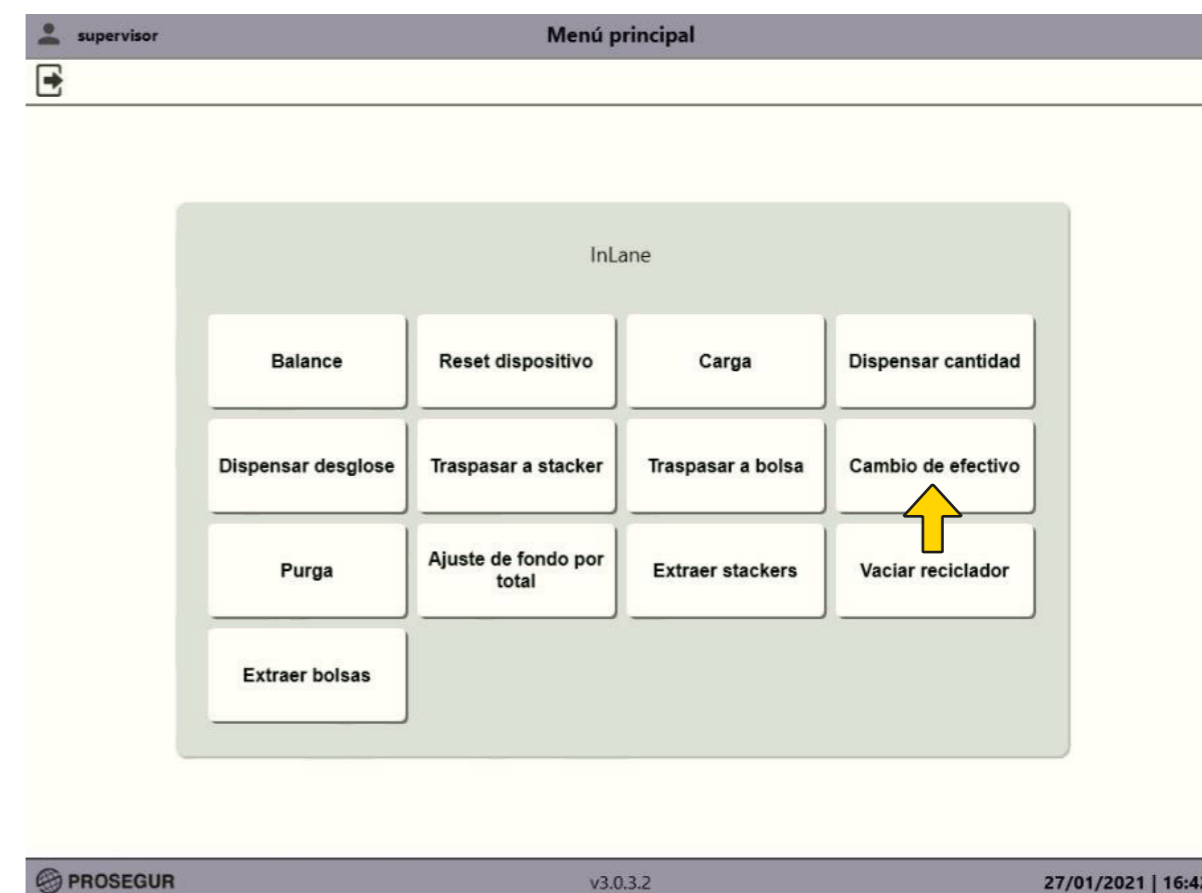 supervisor
Menú principal
InLane
Balance
Reset dispositivo
Carga
Dispensar cantidad
Dispensar desglose
Traspasar a stacker
Traspasar a bolsa
Cambio de efectivo
Purga
Ajuste de fondo por
total
Extraer stackers
Vaciar reciclador
Extraer bolsas
PROSEGUR
v3.0.3.2
27/01/2021 |